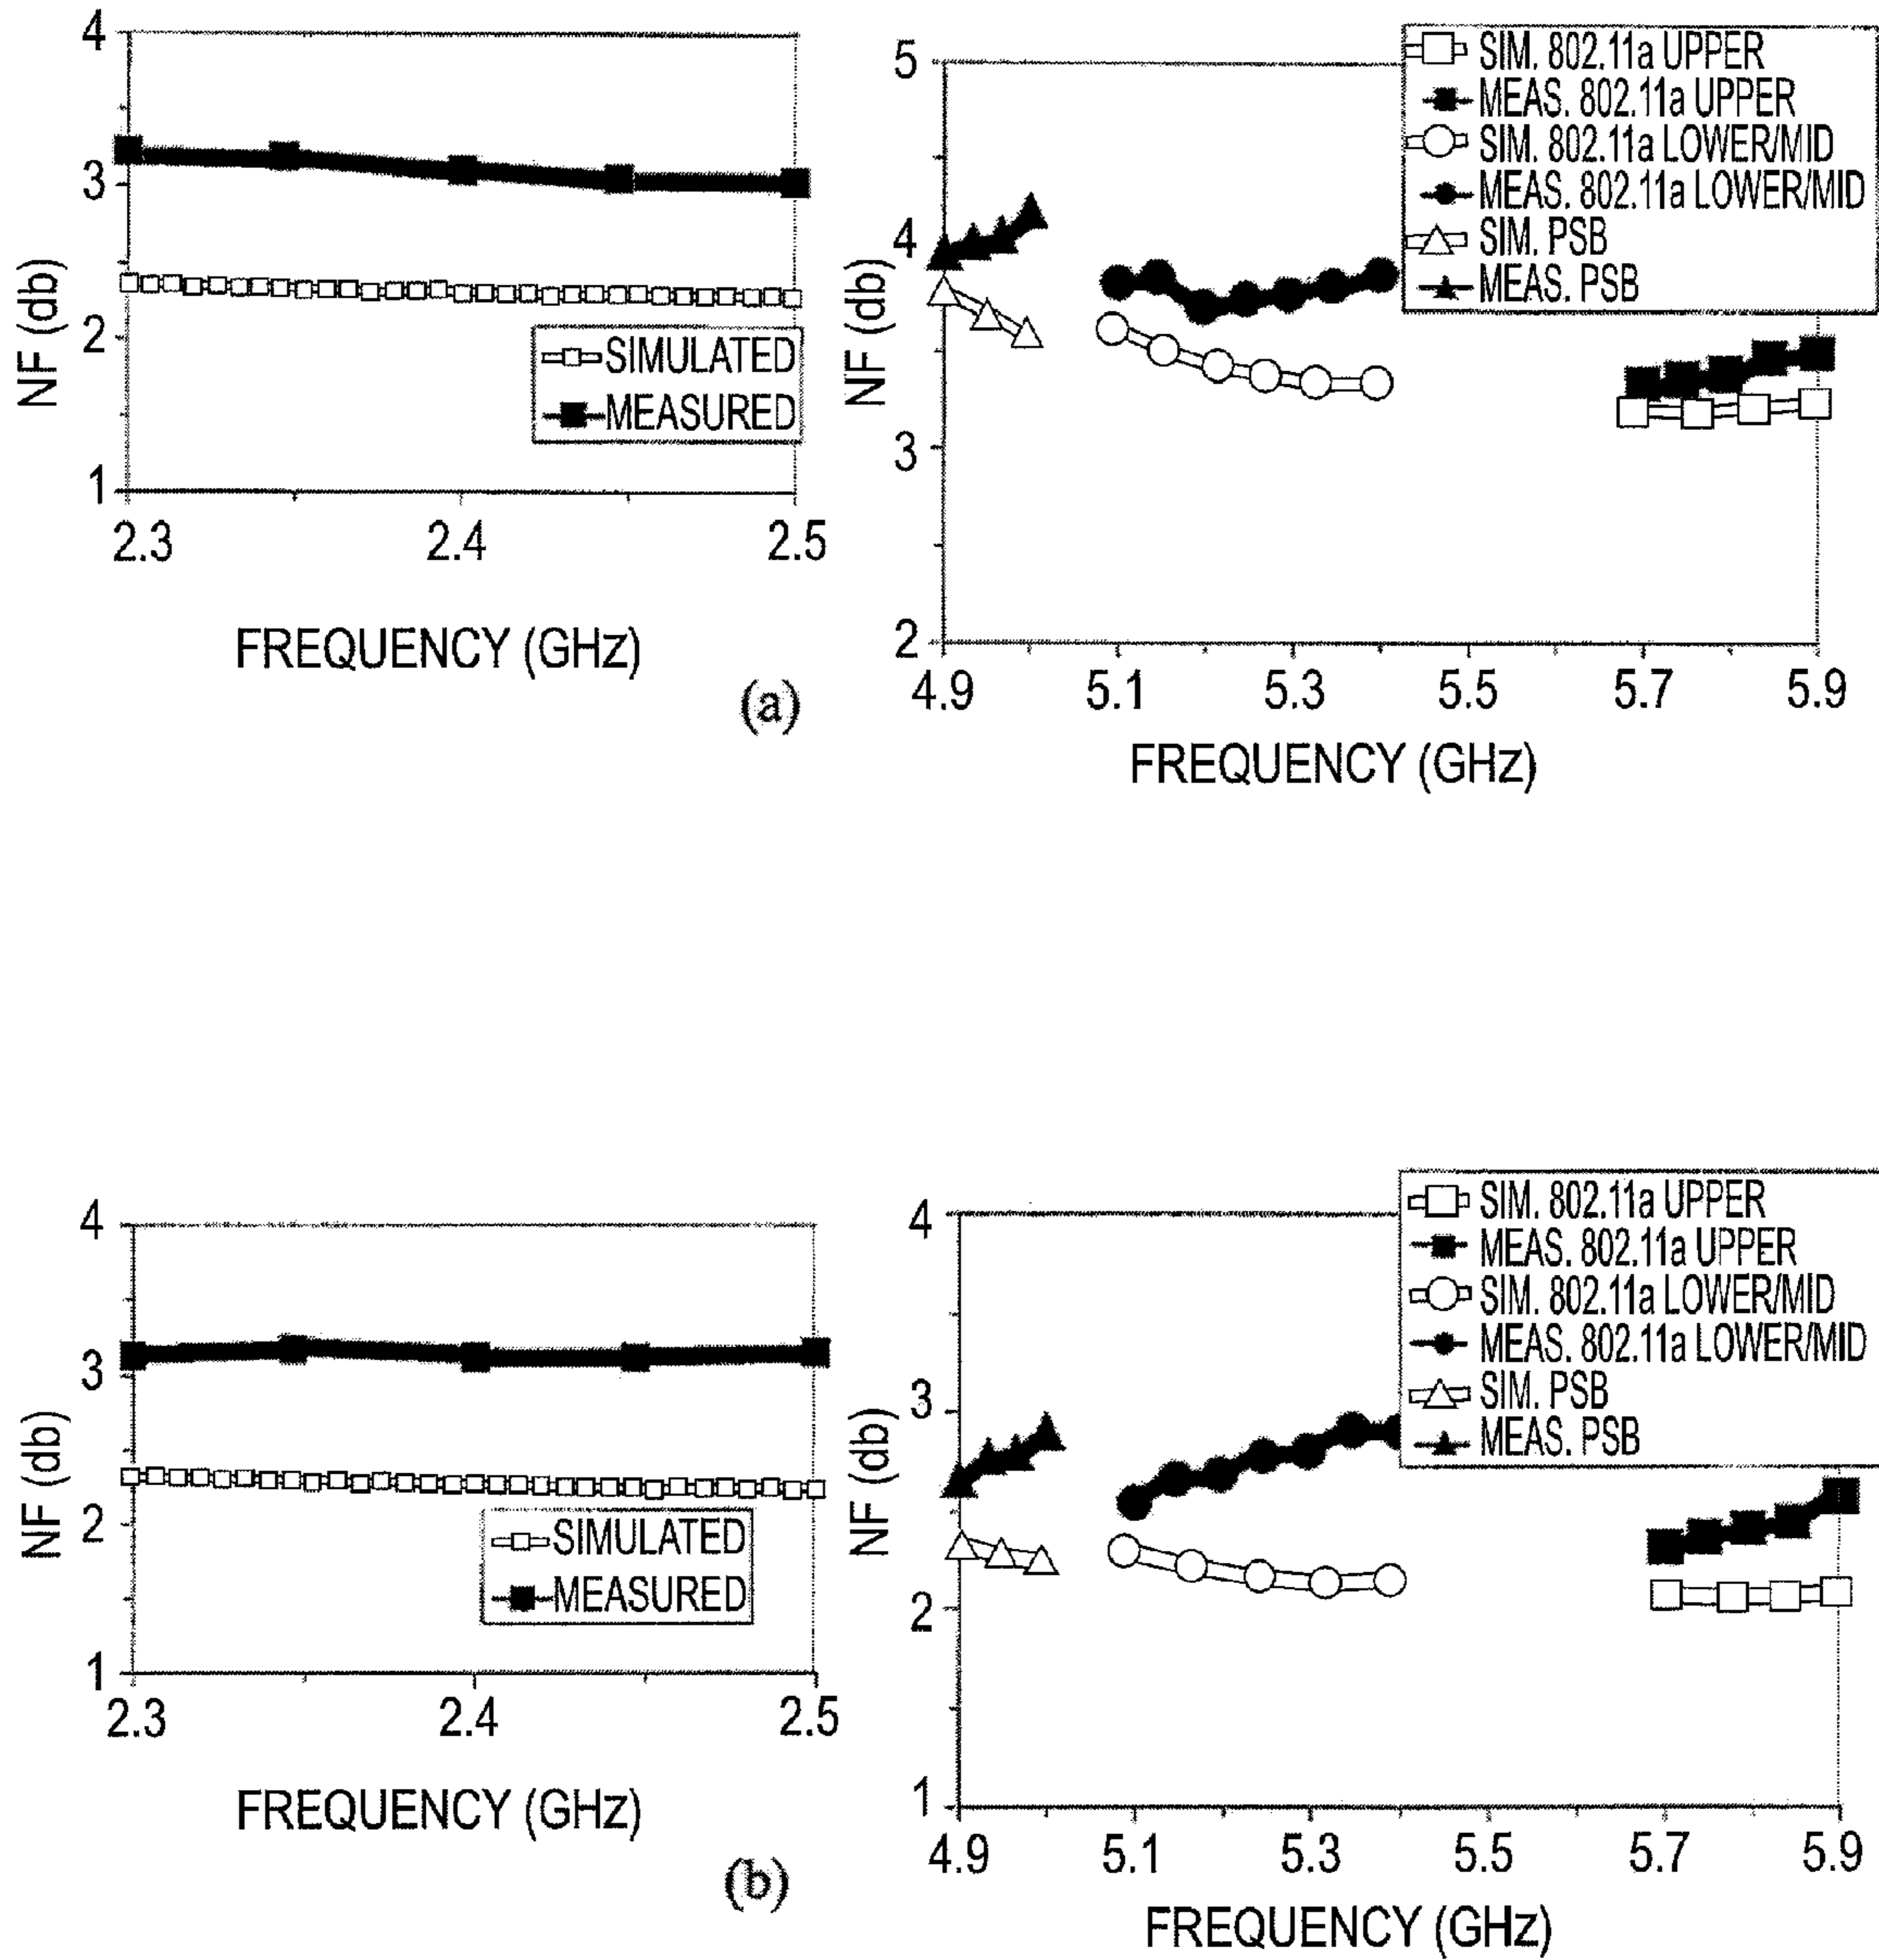 4
3
2
1
NF (db)
SIMULATED
MEASURED
2.3
2.4
2.5
FREQUENCY (GHz)
5
4
3
2
NF (db)
SIM. 802.11a UPPER
MEAS. 802.11a UPPER
SIM. 802.11a LOWER/MID
MEAS. 802.11a LOWER/MID
SIM. PSB
MEAS. PSB
4.9
5.1
5.3
5.5
5.7
5.9
FREQUENCY (GHz)
(a)
4
3
2
1
NF (db)
SIMULATED
MEASURED
2.3
2.4
2.5
FREQUENCY (GHz)
4
3
2
1
NF (db)
SIM. 802.11a UPPER
MEAS. 802.11a UPPER
SIM. 802.11a LOWER/MID
MEAS. 802.11a LOWER/MID
SIM. PSB
MEAS. PSB
4.9
5.1
5.3
5.5
5.7
5.9
FREQUENCY (GHz)
(b)